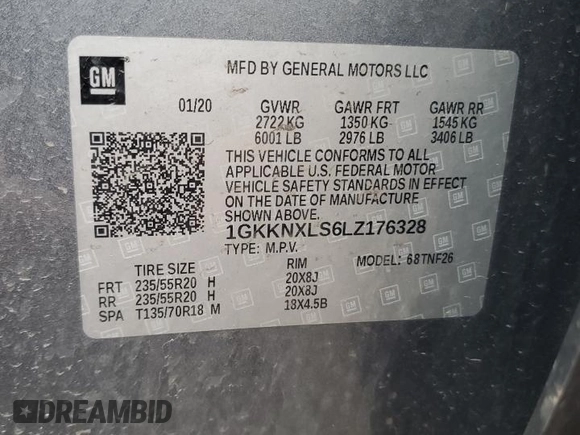 GM
MFD BY GENERAL MOTORS LLC
01/20 GVWR GAWR FRT GAWR RR
2722 KG 1350 KG 1545 KG
6001 LB 2976 LB 3406 LB
THIS VEHICLE CONFORMS TO ALL
APPLICABLE U.S. FEDERAL MOTOR
VEHICLE SAFETY STANDARDS IN EFFECT
ON THE DATE OF MANUFACTURE
SHOWN ABOVE.
1GKKNXLS6LZ176328
TYPE: M.P.V. MODEL: 68TNF26
TIRE SIZE RIM
FRT 235/55R20 H 20X8J
RR 235/55R20 H 20X8J
SPA T135/70R18 M 18X4.5B
DREAMBID